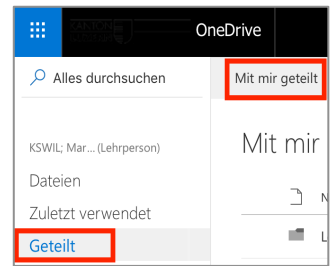 OneDrive
Alles durchsuchen
Mit mir geteilt
KSWIL; Mar... (Lehrperson)
Mit mir
Dateien
N
Zuletzt verwendet
L
Geteilt